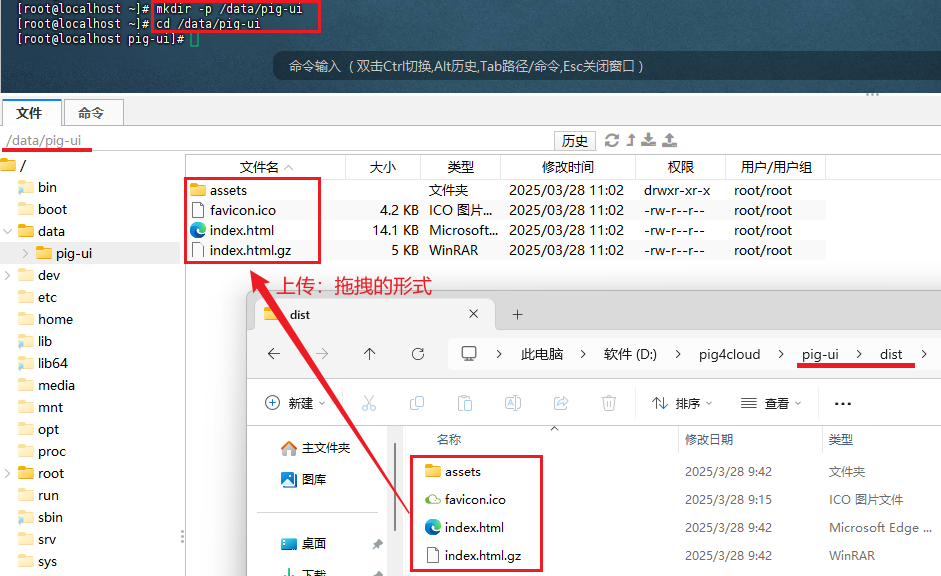 [root@localhost ~]# mkdir -p /data/pig-ui
[root@localhost ~]# cd /data/pig-ui
[root@localhost pig-ui]#
命令输入（双击Ctrl切换,Alt历史,Tab路径/命令,Esc关闭窗口）
文件 命令
/data/pig-ui 历史
/ 文件名 大小 类型 修改时间 权限 用户/用户组
bin assets 文件夹 2025/03/28 11:02 drwxr-xr-x root/root
boot favicon.ico 4.2 KB ICO 图片... 2025/03/28 11:02 -rw-r--r-- root/root
data index.html 14.1 KB Microsoft... 2025/03/28 11:02 -rw-r--r-- root/root
pig-ui index.html.gz 5 KB WinRAR 2025/03/28 11:02 -rw-r--r-- root/root
dev
上传：拖拽的形式
etc
home dist
lib
lib64 此电脑 软件 (D:) pig4cloud pig-ui dist
media
mnt 新建 排序 查看
opt
proc 主文件夹 名称 修改日期 类型
root 图库 assets 2025/3/28 9:42 文件夹
run favicon.ico 2025/3/28 9:15 ICO 图片文件
sbin index.html 2025/3/28 9:42 Microsoft Edge ...
srv 桌面 index.html.gz 2025/3/28 9:42 WinRAR
sys 下载